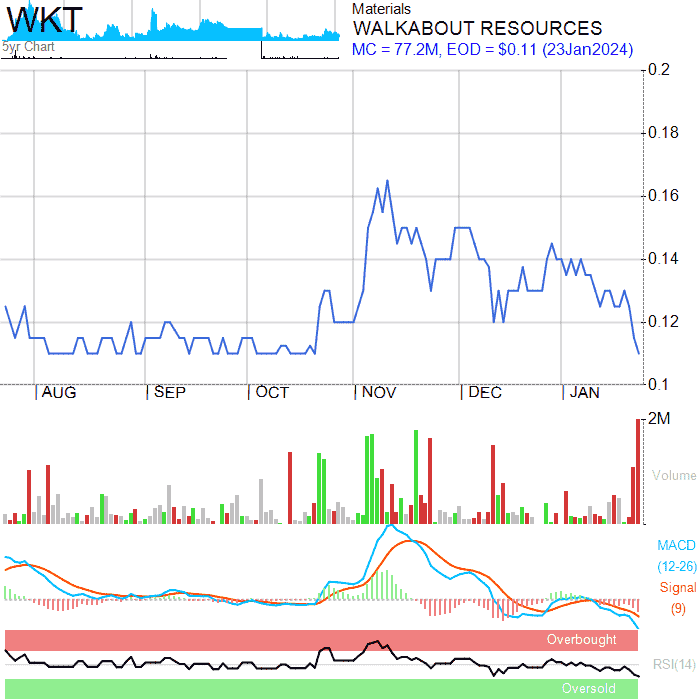 WKT
5yr Chart
Materials
WALKABOUT RESOURCES
MC = 77.2M, EOD = $0.11 (23Jan2024)
0.2
0.18
0.16
0.14
0.12
0.1
AUG SEP OCT NOV DEC JAN
2M
Volume
MACD
(12-26)
Signal
(9)
Overbought
RSI(14)
Oversold